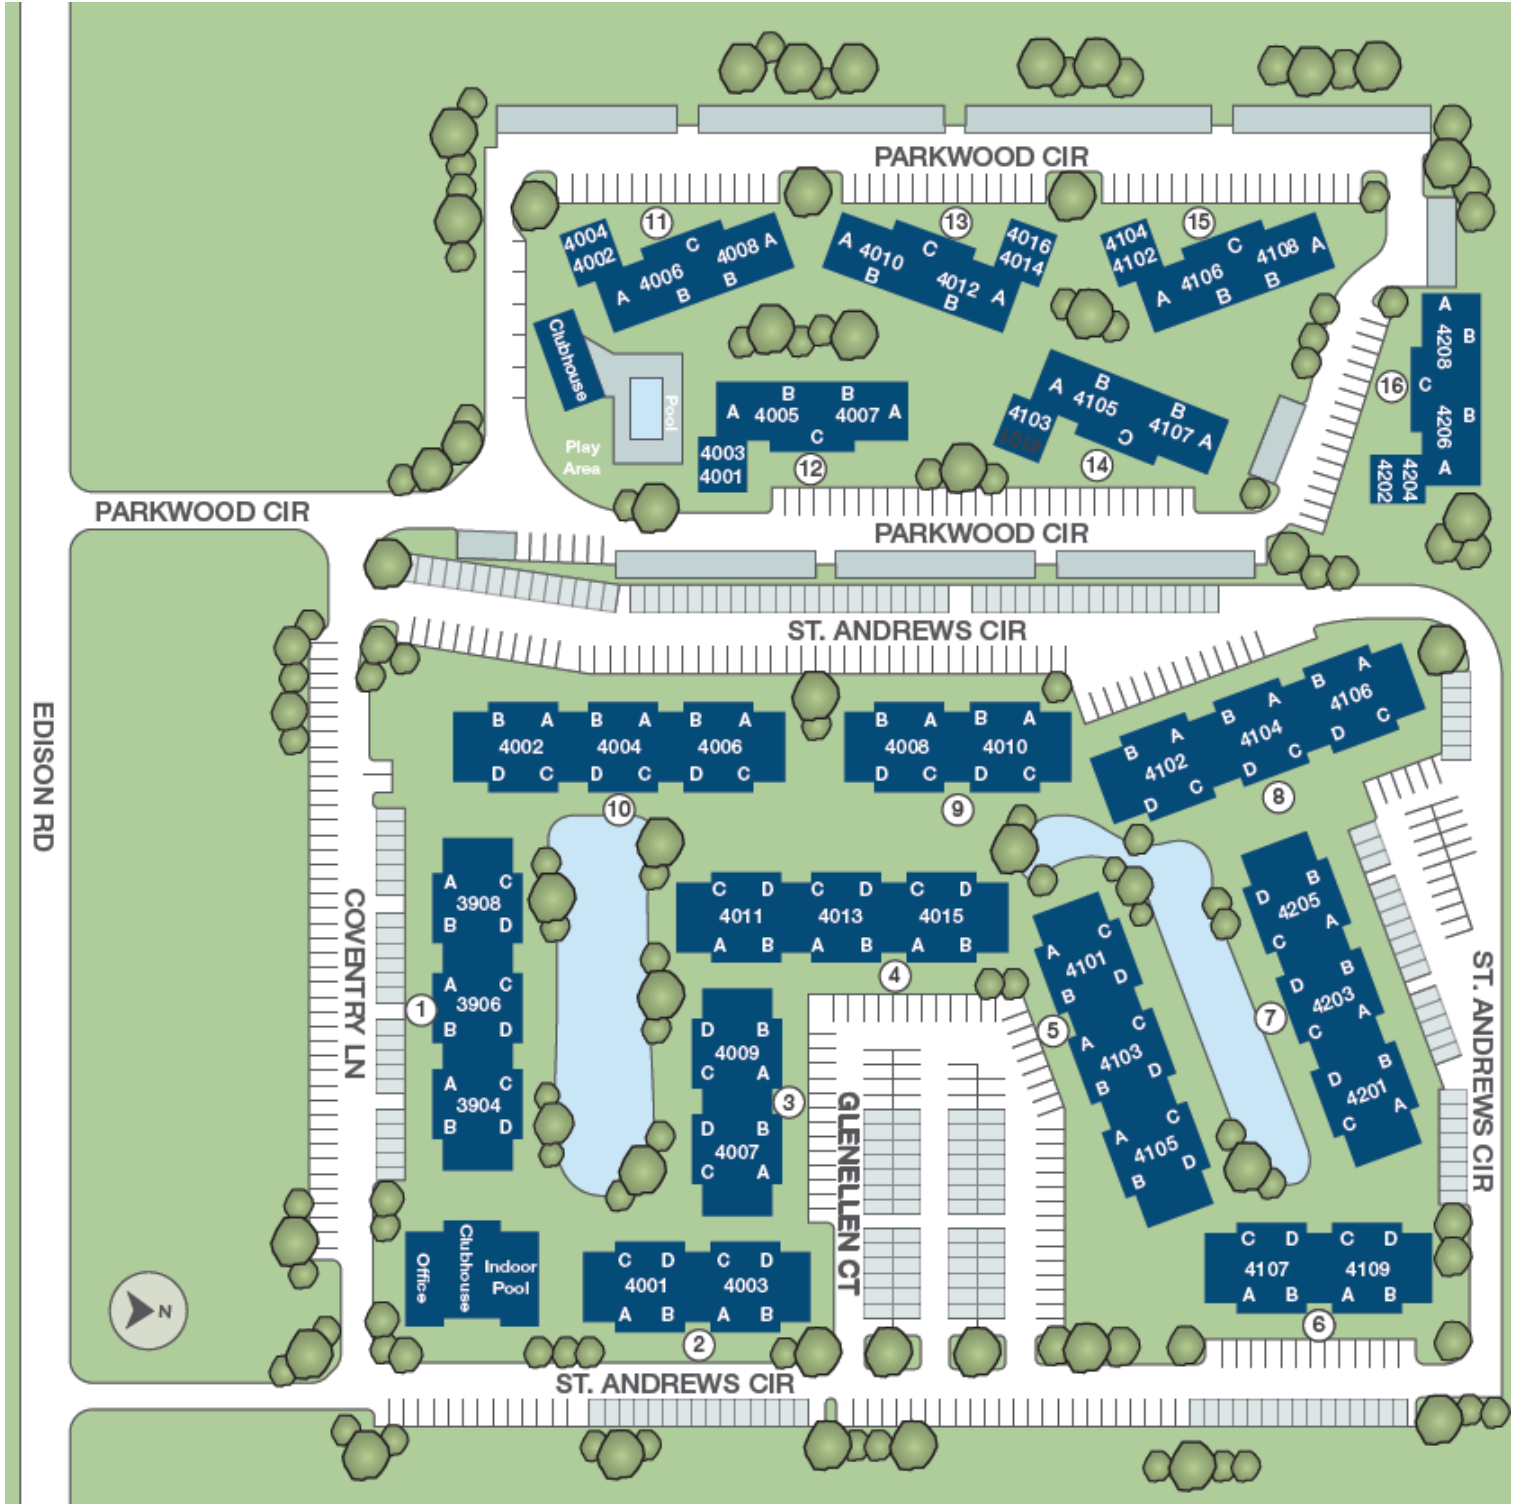 PARKWOOD CIR
11
13
15
4004
4002
C
4008 A
4006
B
A
B
A
4010
C
B
4012
A
B
4016
4014
4104
4102
C
4108
A
4106
B
A
B
Clubhouse
Pool
Play
Area
B
B
A
4005
4007
A
C
4003
4001
12
B
A
4105
B
4107
A
C
4103
4101
14
A
4208
B
C
4206
B
A
4204
4202
16
PARKWOOD CIR
PARKWOOD CIR
ST. ANDREWS CIR
EDISON RD
COVENTRY LN
B A B A B A
4002 4004 4006
D C D C D C
10
B A B A
4008 4010
D C D C
9
B A
4102
D C
B A
4104
D C
B A
4106
D C
8
A C
3908
B D
A C
3906
B D
A C
3904
B D
1
C D C D C D
4011 4013 4015
A B A B A B
4
D B
4009
C A
D B
4007
C A
3
GLENELLEN CT
A C
4101
B D
A C
4103
B D
A C
4105
B D
5
D B
4205
C A
D B
4203
C A
D B
4201
C A
7
ST. ANDREWS CIR
Office
Clubhouse
Indoor
Pool
C D C D
4001 4003
A B A B
2
C D C D
4107 4109
A B A B
6
N
ST. ANDREWS CIR